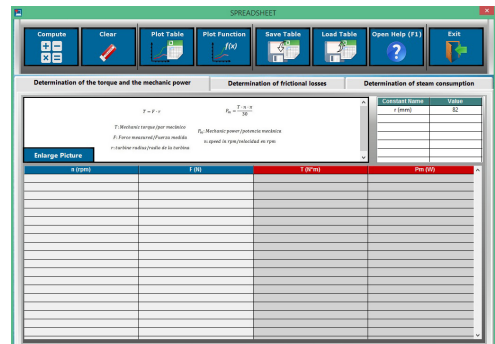 SPREADSHEET
Compute Clear Plot Table Plot Function Save Table Load Table Open Help (F1) Exit
f(x)
Determination of the torque and the mechanic power Determination of frictional losses Determination of steam consumption
Constant Name Value
r (mm) 82
T = F · r
P_m = T · π · n / 30
T: Mechanic torque/par mecánico
F: Force measured/Fuerza medida
r: turbine radius/radio de la turbina
P_m: Mechanic power/potencia mecánica
n: speed in rpm/velocidad en rpm
Enlarge Picture
n (rpm) F (N) T (N*m) Pm (W)